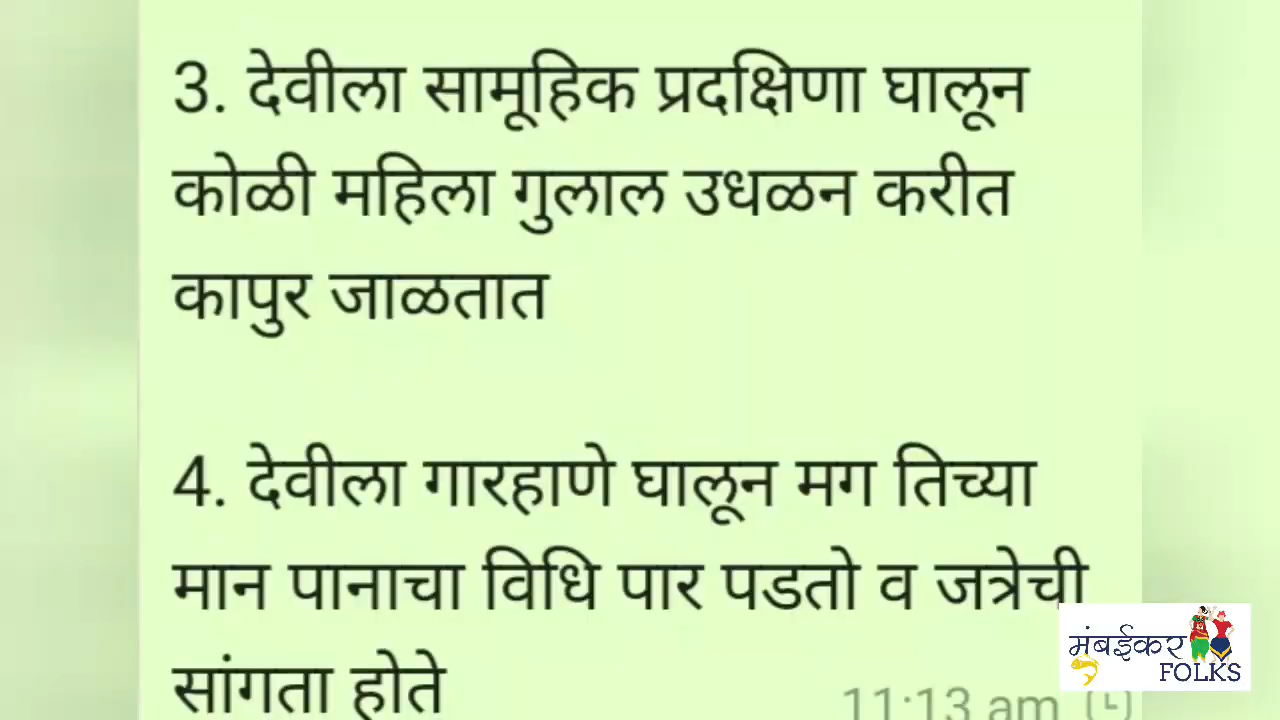 3. देवीला सामूहिक प्रदक्षिणा घालून
कोळी महिला गुलाल उधळन करीत
कापुर जाळतात
4. देवीला गारहाणे घालून मग तिच्या
मान पानाचा विधि पार पडतो व जत्रेची
सांगता होते
11:13 am
मुंबईकर
FOLKS